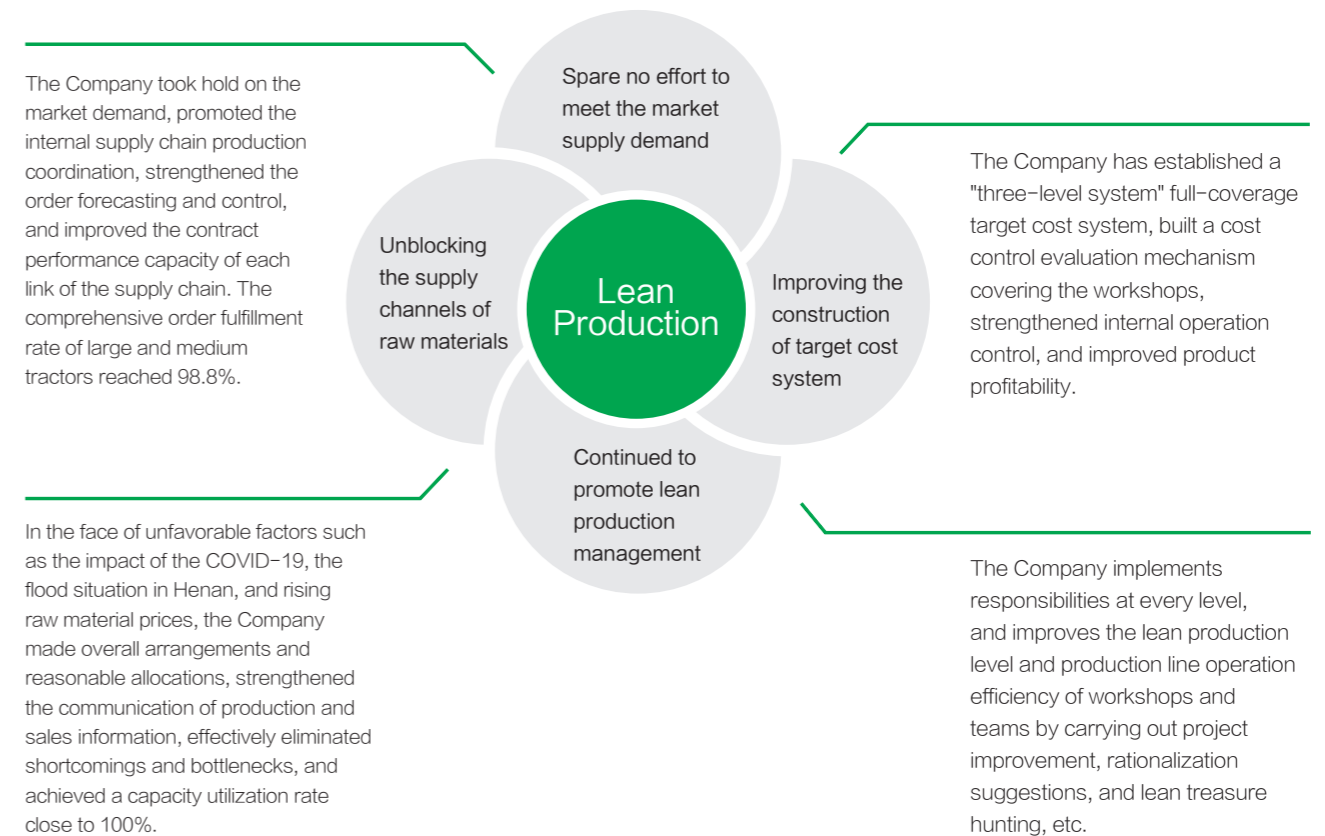 The Company took hold on the
market demand, promoted the
internal supply chain production
coordination, strengthened the
order forecasting and control,
and improved the contract
performance capacity of each
link of the supply chain. The
comprehensive order fulfillment
rate of large and medium
tractors reached 98.8%.
Spare no effort to
meet the market
supply demand
The Company has established a
"three-level system" full-coverage
target cost system, built a cost
control evaluation mechanism
covering the workshops,
strengthened internal operation
control, and improved product
profitability.
Unblocking
the supply
channels of
raw materials
Lean
Production
Improving the
construction
of target cost
system
Continued to
promote lean
production
management
In the face of unfavorable factors such
as the impact of the COVID-19, the
flood situation in Henan, and rising
raw material prices, the Company
made overall arrangements and
reasonable allocations, strengthened
the communication of production and
sales information, effectively eliminated
shortcomings and bottlenecks, and
achieved a capacity utilization rate
close to 100%.
The Company implements
responsibilities at every level,
and improves the lean production
level and production line operation
efficiency of workshops and
teams by carrying out project
improvement, rationalization
suggestions, and lean treasure
hunting, etc.